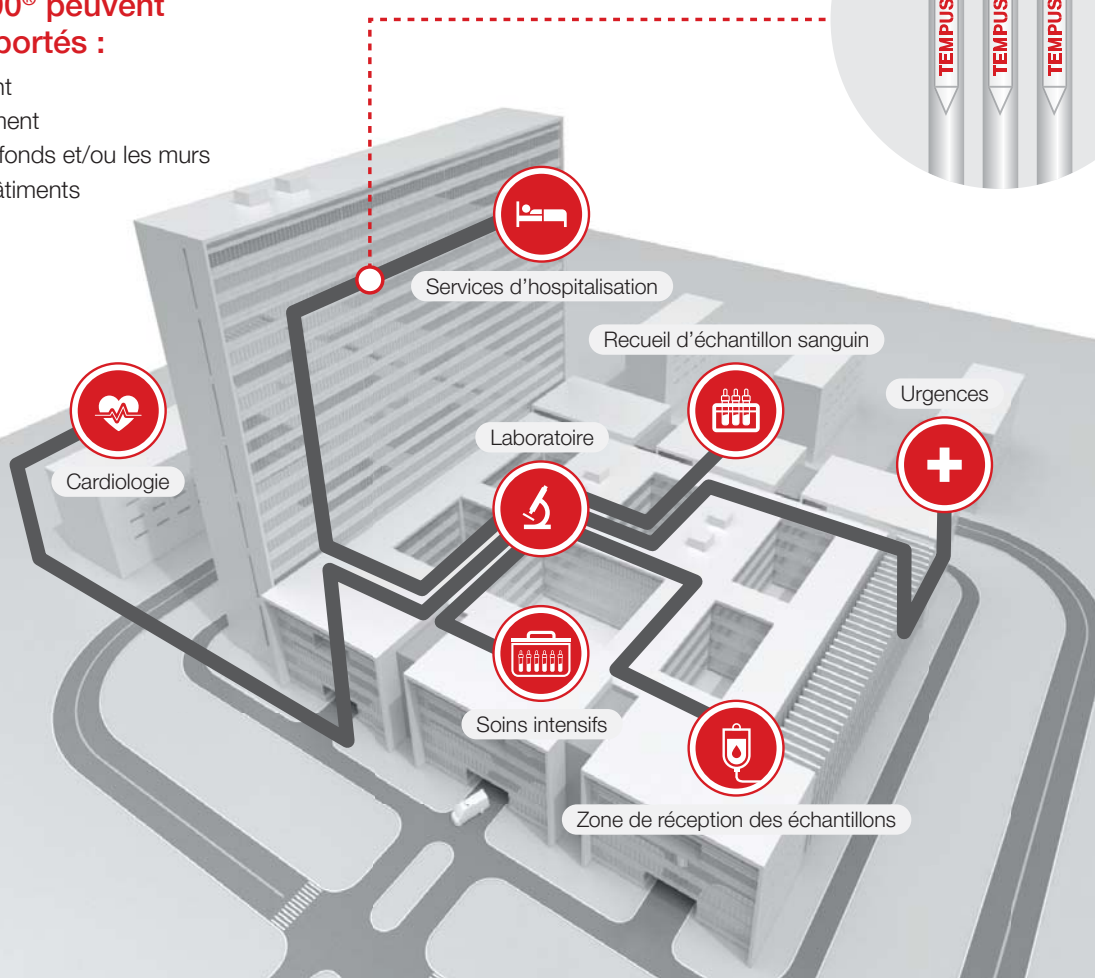 00® peuvent
portés :
nt
ment
fonds et/ou les murs
âtiments
TEMPUS
TEMPUS
TEMPUS
Services d’hospitalisation
Recueil d’échantillon sanguin
Urgences
Laboratoire
Cardiologie
Soins intensifs
Zone de réception des échantillons